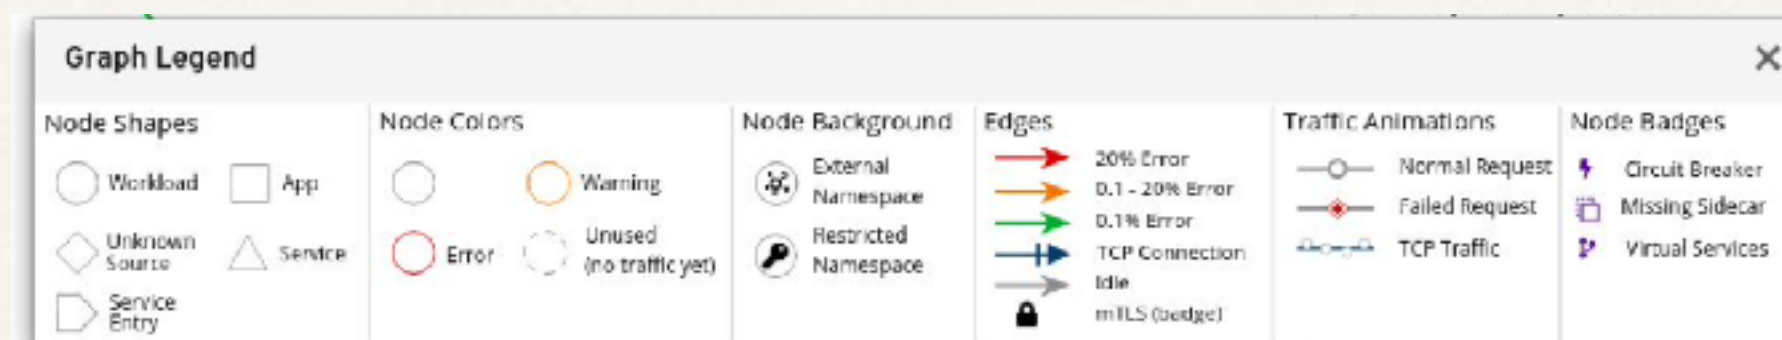 Graph Legend
Node Shapes
Workload
App
Unknown
Source
Service
Service
Entry
Node Colors
Warning
Error
Unused
(no traffic yet)
Node Background
External
Namespace
Restricted
Namespace
Edges
20% Error
0.1 - 20% Error
0.1% Error
TCP Connection
Idle
mTLS (badge)
Traffic Animations
Normal Request
Failed Request
TCP Traffic
Node Badges
Circuit Breaker
Missing Sidecar
Virtual Services